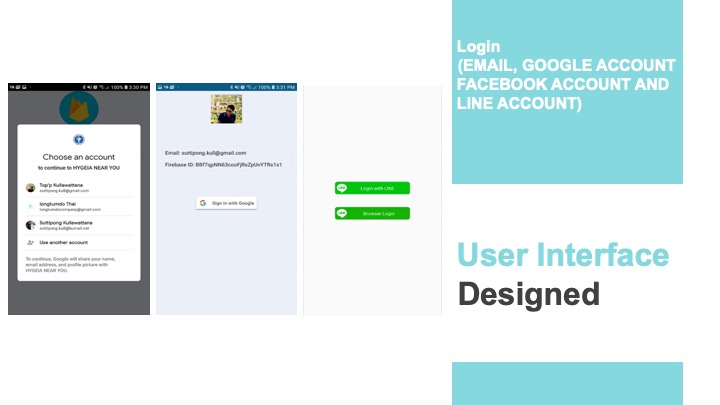 Login
(EMAIL, GOOGLE ACCOUNT
FACEBOOK ACCOUNT AND
LINE ACCOUNT)
User Interface
Designed
100% 3:30 PM
Choose an account
to continue to HYGEIA NEAR YOU
Top'p Kullawattana
suttipong.kull@gmail.com
longtumdo Thai
longtumdocompany@gmail.com
Suttipong Kullawattana
suttipong.kull@bumail.net
Use another account
To continue, Google will share your name,
email address, and profile picture with
HYGEIA NEAR YOU.
100% 3:31 PM
Email: suttipong.kull@gmail.com
Firebase ID:
Sign in with Google
LINE Login with LINE
LINE Browser Login